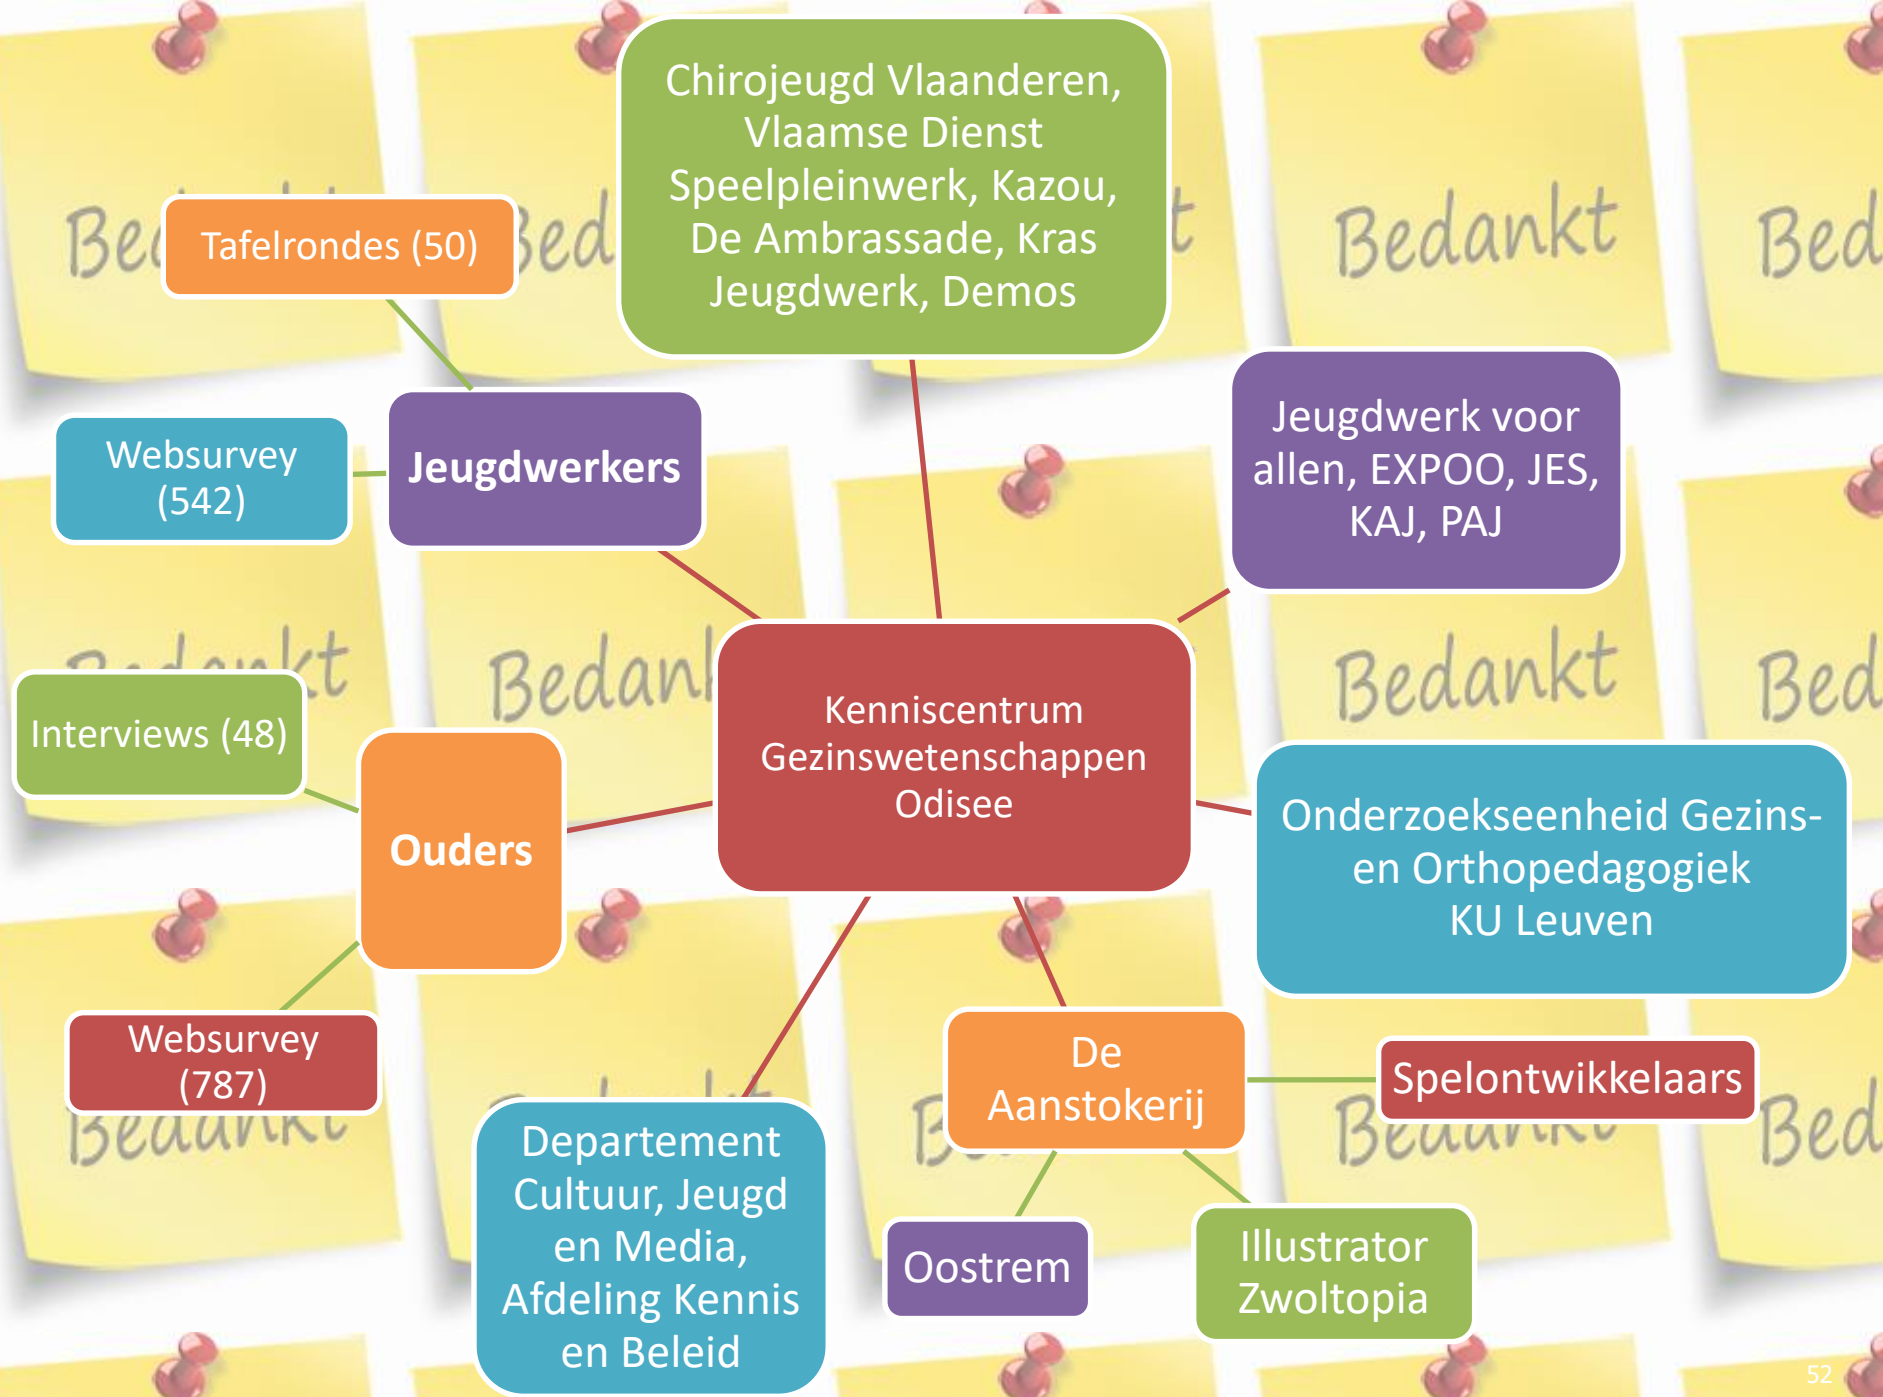 Chirojeugd Vlaanderen,
Vlaamse Dienst
Speelpleinwerk, Kazou,
De Ambrassade, Kras
Jeugdwerk, Demos
Tafelrondes (50)
Jeugdwerkers
Websurvey
(542)
Jeugdwerk voor
allen, EXPOO, JES,
KAJ, PAJ
Kenniscentrum
Gezinswetenschappen
Odisee
Interviews (48)
Ouders
Websurvey
(787)
Onderzoekseenheid Gezins-
en Orthopedagogiek
KU Leuven
De
Aanstokerij
Spelontwikkelaars
Oostrem
Illustrator
Zwoltopia
Departement
Cultuur, Jeugd
en Media,
Afdeling Kennis
en Beleid
Bedankt
Bedankt
Bedankt
Bedankt
52